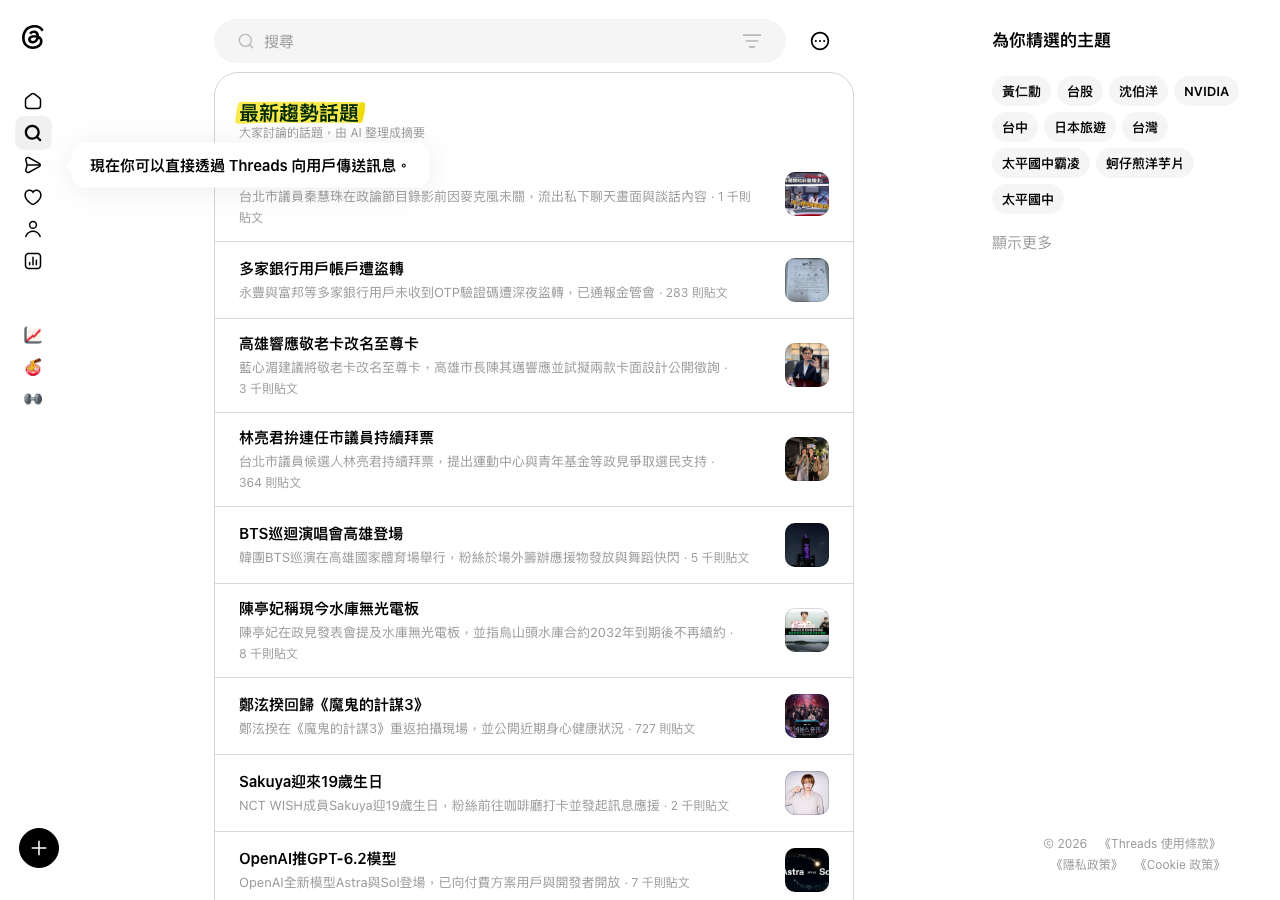 搜尋
最新趨勢話題
大家討論的話題，由 AI 整理成摘要
現在你可以直接透過 Threads 向用戶傳送訊息。
台北市議員秦慧珠在政論節目錄影前因麥克風未關，流出私下聊天畫面與談話內容 · 1 千則
貼文
多家銀行用戶帳戶遭盜轉
永豐與富邦等多家銀行用戶未收到OTP驗證碼遭深夜盜轉，已通報金管會 · 283 則貼文
高雄響應敬老卡改名至尊卡
藍心湄建議將敬老卡改名至尊卡，高雄市長陳其邁響應並試擬兩款卡面設計公開徵詢 ·
3 千則貼文
林亮君拚連任市議員持續拜票
台北市議員候選人林亮君持續拜票，提出運動中心與青年基金等政見爭取選民支持 ·
364 則貼文
BTS巡迴演唱會高雄登場
韓團BTS巡演在高雄國家體育場舉行，粉絲於場外籌辦應援物發放與舞蹈快閃 · 5 千則貼文
陳亭妃稱現今水庫無光電板
陳亭妃在政見發表會提及水庫無光電板，並指烏山頭水庫合約2032年到期後不再續約 ·
8 千則貼文
鄭泫揆回歸《魔鬼的計謀3》
鄭泫揆在《魔鬼的計謀3》重返拍攝現場，並公開近期身心健康狀況 · 727 則貼文
Sakuya迎來19歲生日
NCT WISH成員Sakuya迎19歲生日，粉絲前往咖啡廳打卡並發起訊息應援 · 2 千則貼文
OpenAI推GPT-6.2模型
OpenAI全新模型Astra與Sol登場，已向付費方案用戶與開發者開放 · 7 千則貼文
為你精選的主題
黃仁勳 台股 沈伯洋 NVIDIA
台中 日本旅遊 台灣
太平國中霸凌 蚵仔煎洋芋片
太平國中
顯示更多
© 2026 《Threads 使用條款》
《隱私政策》 《Cookie 政策》